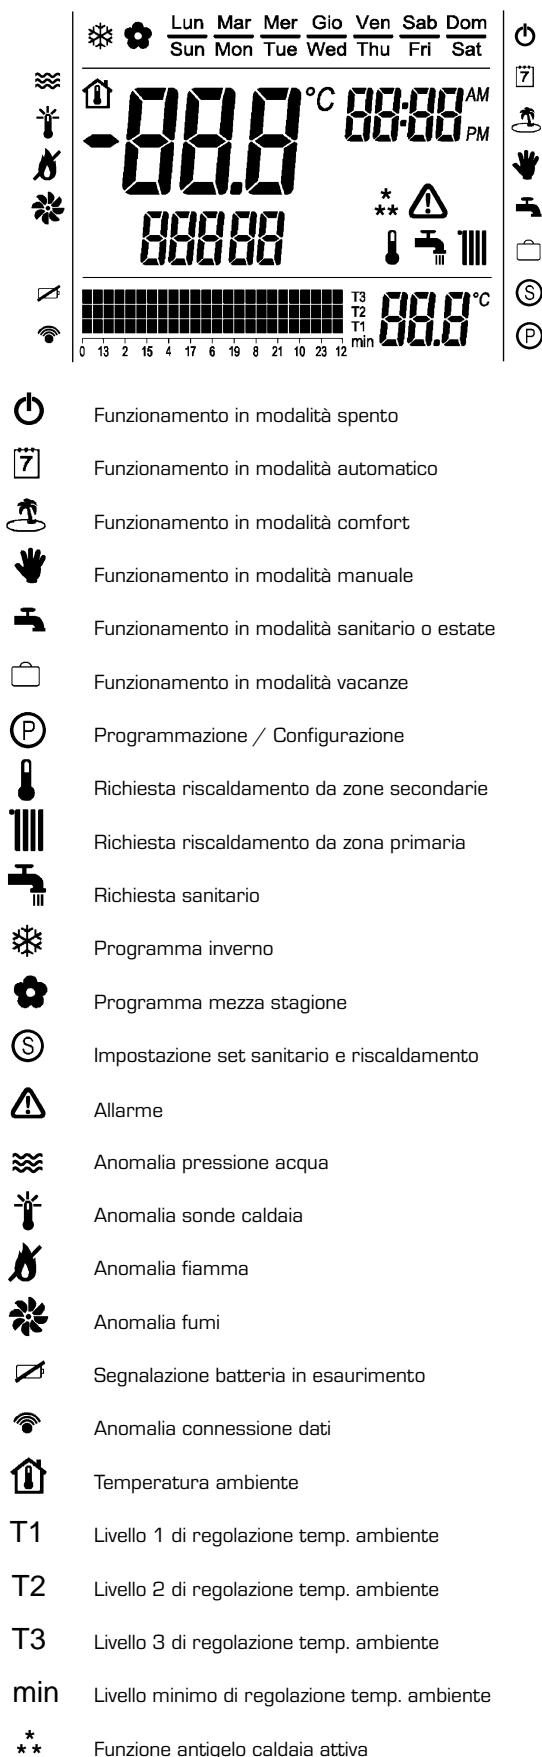 Lun Mar Mer Gio Ven Sab Dom
Sun Mon Tue Wed Thu Fri Sat
7
-88.8 °C 88:88 AM
PM
* **
88888
S
T3
T2
T1
min 88.8 °C
0 13 2 15 4 17 6 19 8 21 10 23 12
P
Funzionamento in modalità spento
7 Funzionamento in modalità automatico
Funzionamento in modalità comfort
Funzionamento in modalità manuale
Funzionamento in modalità sanitario o estate
Funzionamento in modalità vacanze
P Programmazione / Configurazione
Richiesta riscaldamento da zone secondarie
Richiesta riscaldamento da zona primaria
Richiesta sanitario
Programma inverno
Programma mezza stagione
S Impostazione set sanitario e riscaldamento
Allarme
Anomalia pressione acqua
Anomalia sonde caldaia
Anomalia fiamma
Anomalia fumi
Segnalazione batteria in esaurimento
Anomalia connessione dati
Temperatura ambiente
T1 Livello 1 di regolazione temp. ambiente
T2 Livello 2 di regolazione temp. ambiente
T3 Livello 3 di regolazione temp. ambiente
min Livello minimo di regolazione temp. ambiente
* ** Funzione antigelo caldaia attiva